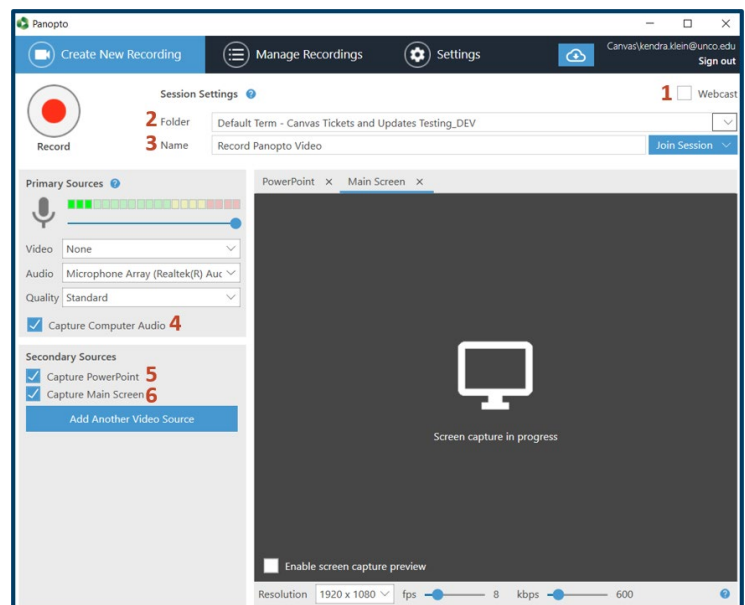 Panopto
Create New Recording
Manage Recordings
Settings
Canvas\kendra.klein@unco.edu
Sign out
Session Settings ?
1 Webcast
2 Folder Default Term - Canvas Tickets and Updates Testing_DEV
Record
3 Name Record Panopto Video Join Session
Primary Sources ?
PowerPoint X Main Screen X
Video None
Audio Microphone Array (Realtek(R) Auc
Quality Standard
Capture Computer Audio 4
Secondary Sources
Capture PowerPoint 5
Capture Main Screen 6
Add Another Video Source
Screen capture in progress
Enable screen capture preview
Resolution 1920 x 1080 fps 8 kbps 600 ?